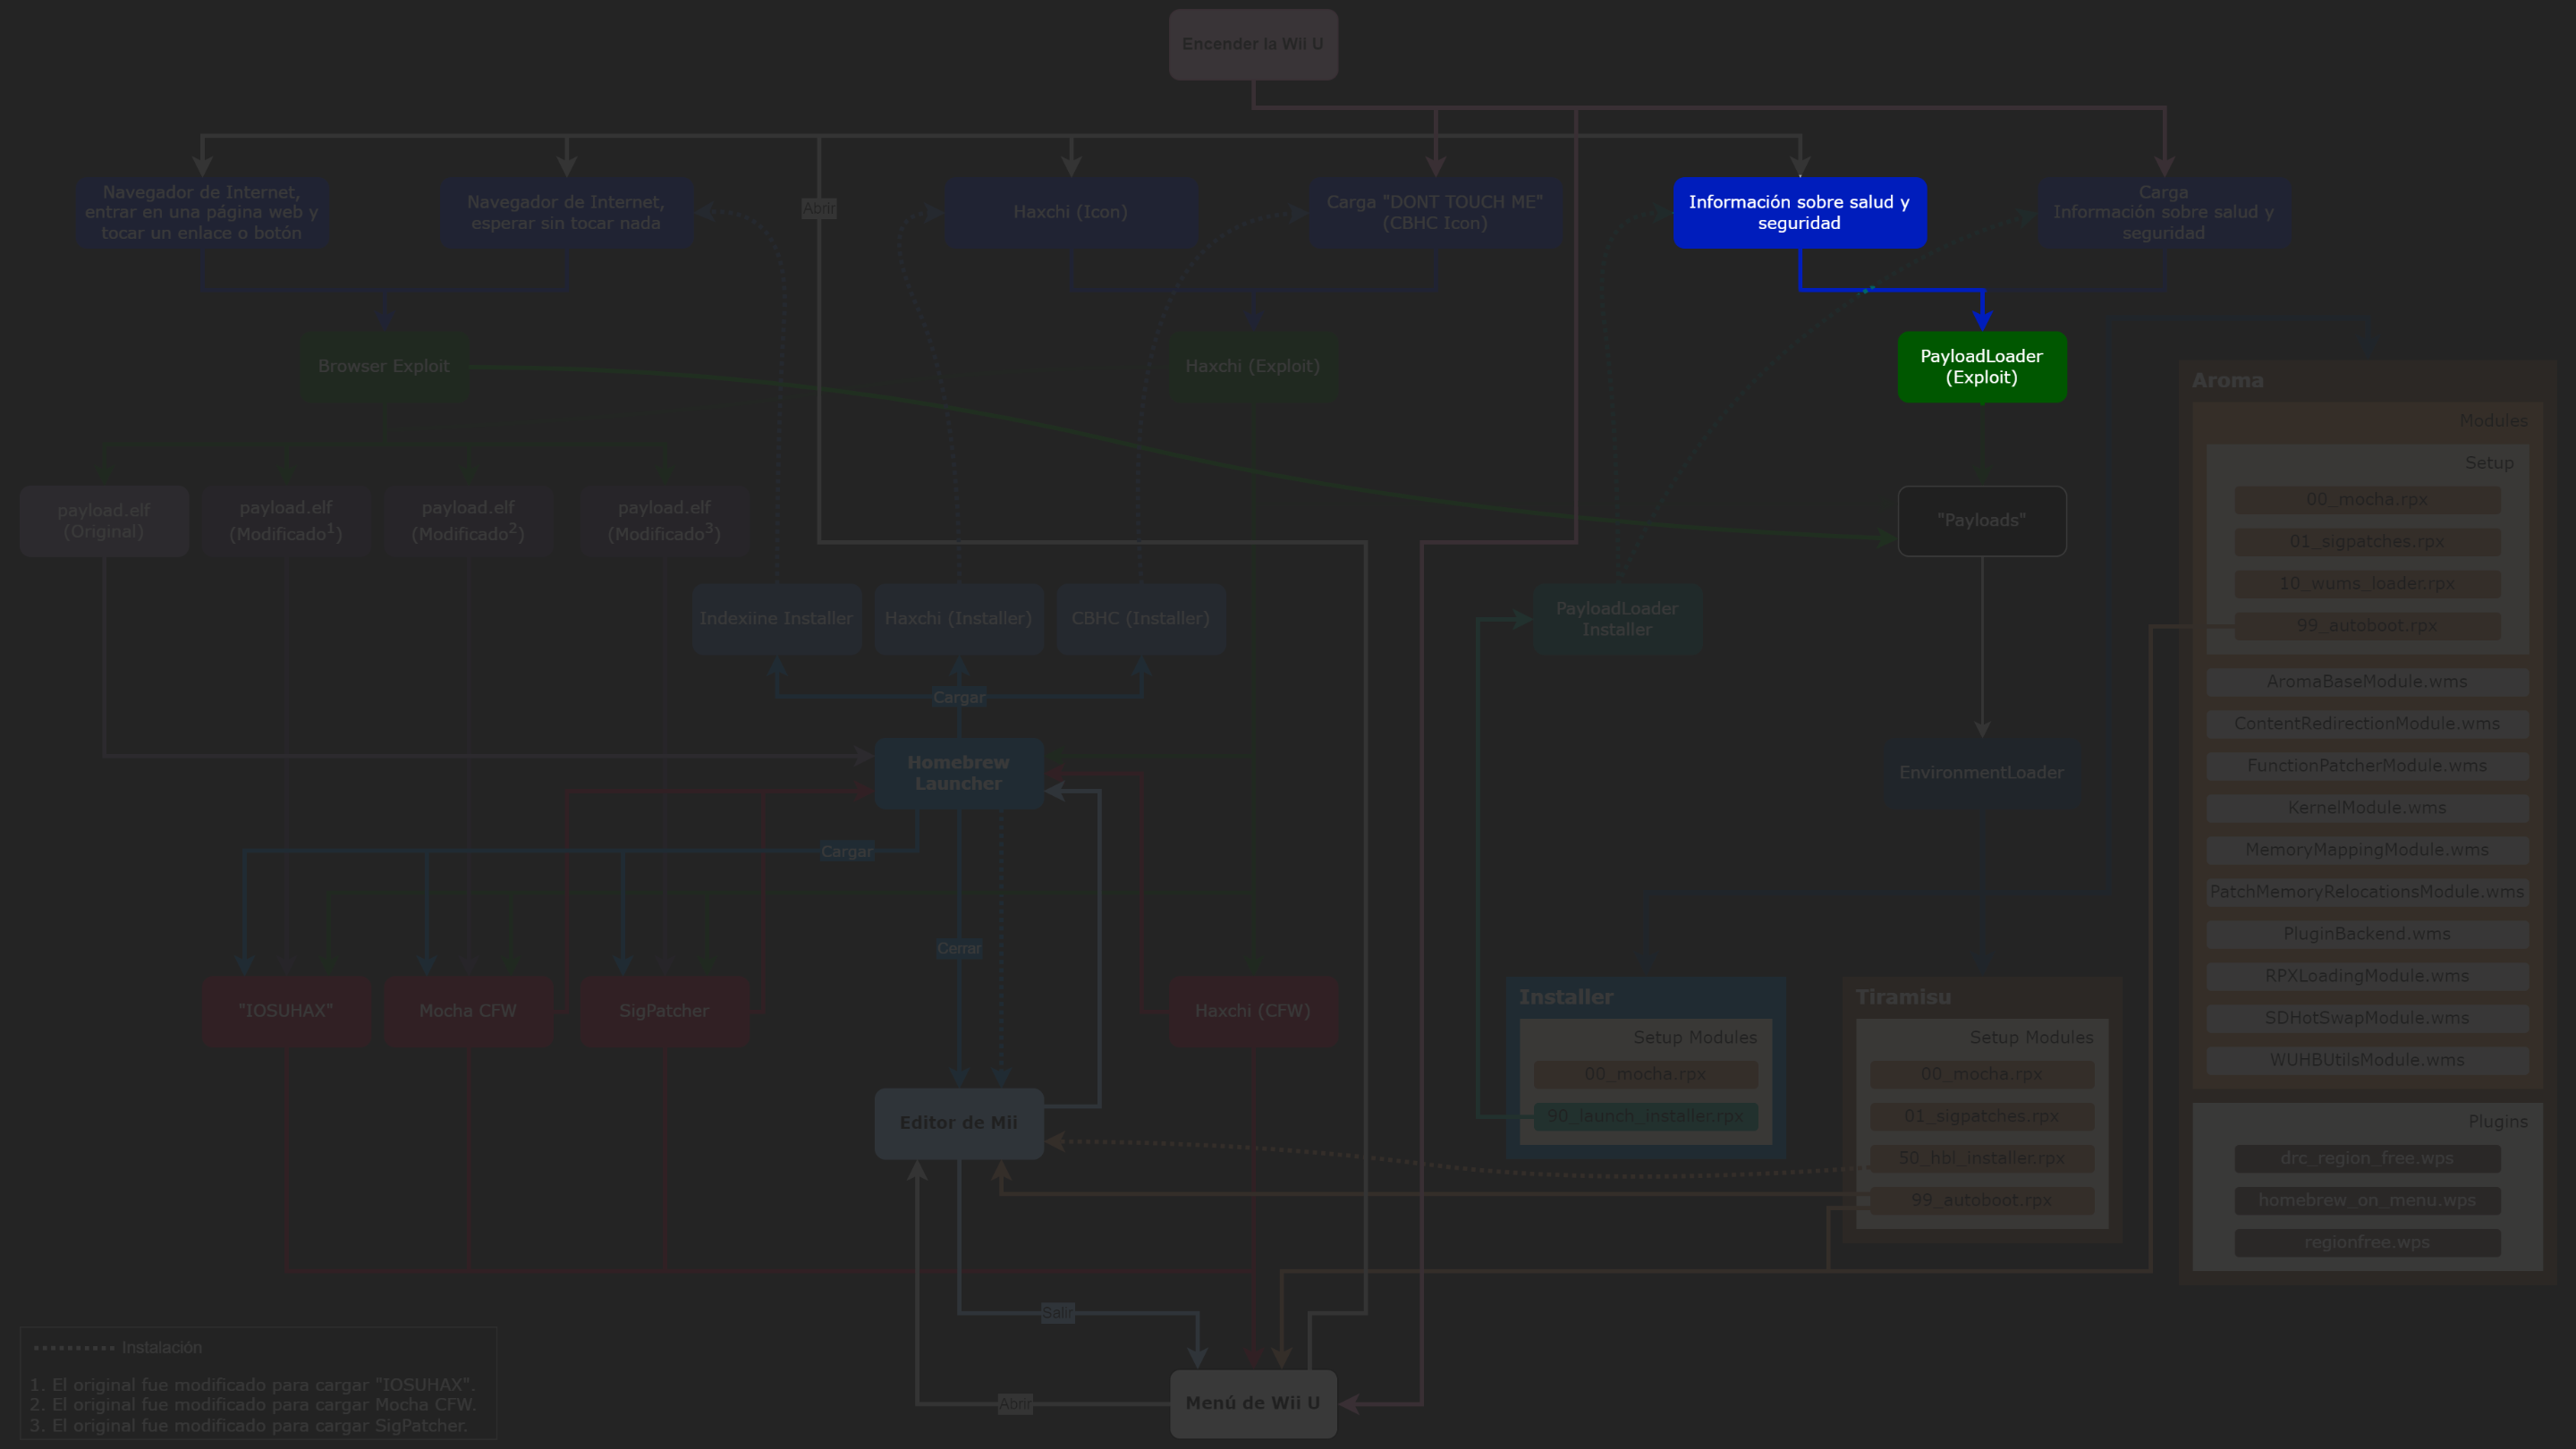 Encender la Wii U
Abrir
Navegador de Internet,
entrar en una página web y
tocar un enlace o botón
Navegador de Internet,
esperar sin tocar nada
Haxchi (Icon)
Carga "DONT TOUCH ME"
(CBHC Icon)
Información sobre salud y
seguridad
Carga
Información sobre salud y
seguridad
Browser Exploit
Haxchi (Exploit)
PayloadLoader
(Exploit)
payload.elf
(Original)
payload.elf
(Modificado1)
payload.elf
(Modificado2)
payload.elf
(Modificado3)
"Payloads"
Indexiine Installer
Haxchi (Installer)
CBHC (Installer)
PayloadLoader
Installer
Cargar
Homebrew
Launcher
EnvironmentLoader
Cargar
Cerrar
"IOSUHAX"
Mocha CFW
SigPatcher
Haxchi (CFW)
Editor de Mii
Installer
Setup Modules
00_mocha.rpx
90_launch_installer.rpx
Tiramisu
Setup Modules
00_mocha.rpx
01_sigpatches.rpx
50_hbl_installer.rpx
99_autoboot.rpx
Aroma
Modules
Setup
00_mocha.rpx
01_sigpatches.rpx
10_wums_loader.rpx
99_autoboot.rpx
AromaBaseModule.wms
ContentRedirectionModule.wms
FunctionPatcherModule.wms
KernelModule.wms
MemoryMappingModule.wms
PatchMemoryRelocationsModule.wms
PluginBackend.wms
RPXLoadingModule.wms
SDHotSwapModule.wms
WUHBUtilsModule.wms
Plugins
drc_region_free.wps
homebrew_on_menu.wps
regionfree.wps
Salir
Abrir
Menú de Wii U
Instalación
1. El original fue modificado para cargar "IOSUHAX".
2. El original fue modificado para cargar Mocha CFW.
3. El original fue modificado para cargar SigPatcher.